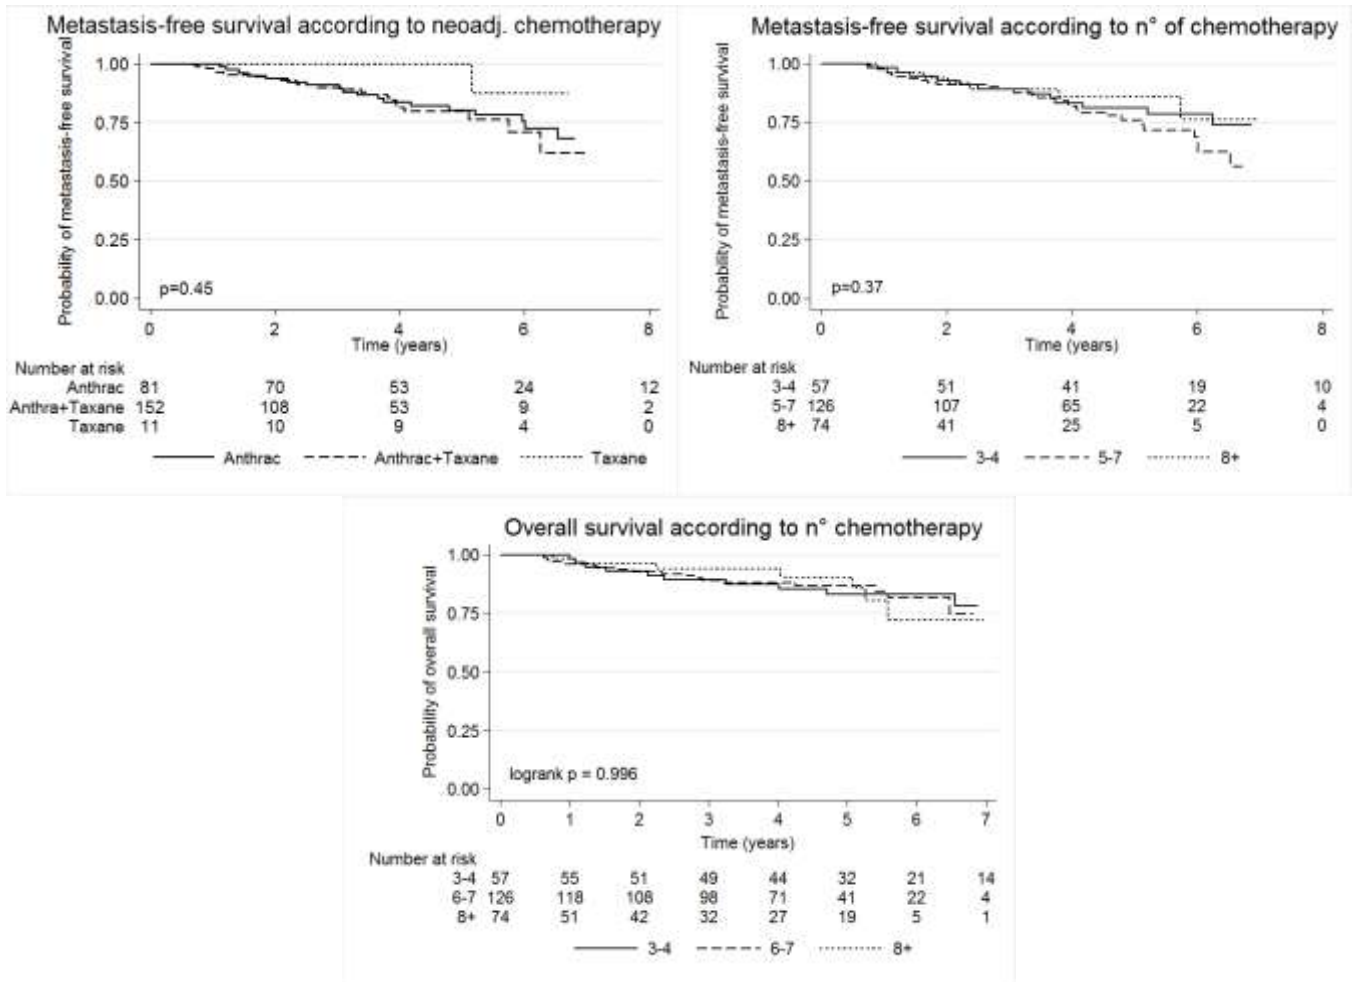 Metastasis-free survival according to neoadj. chemotherapy
Probability of metastasis-free survival
1.00
0.75
0.50
0.25
0.00
p=0.45
0 2 4 6 8
Time (years)
Number at risk
Anthrac 81 70 53 24 12
Anthra+Taxane 152 108 53 9 2
Taxane 11 10 9 4 0
Anthrac Anthrac+Taxane Taxane
Metastasis-free survival according to n° of chemotherapy
Probability of metastasis-free survival
1.00
0.75
0.50
0.25
0.00
p=0.37
0 2 4 6 8
Time (years)
Number at risk
3-4 57 51 41 19 10
5-7 126 107 65 22 4
8+ 74 41 25 5 0
3-4 5-7 8+
Overall survival according to n° chemotherapy
Probability of overall survival
1.00
0.75
0.50
0.25
0.00
logrank p = 0.996
0 1 2 3 4 5 6 7
Time (years)
Number at risk
3-4 57 55 51 49 44 32 21 14
6-7 126 118 108 98 71 41 22 4
8+ 74 51 42 32 27 19 5 1
3-4 6-7 8+